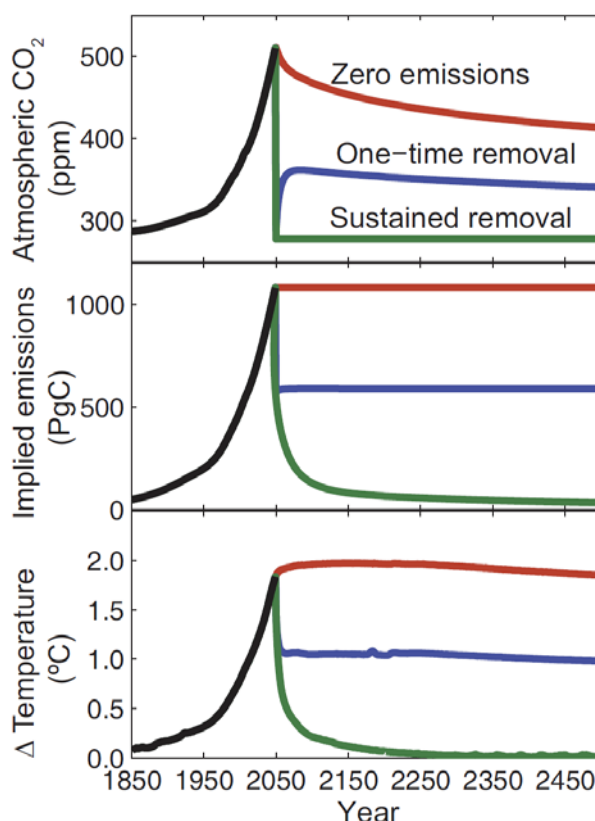 Atmospheric CO₂
(ppm)
500
400
300
Zero emissions
One-time removal
Sustained removal
Implied emissions
(PgC)
1000
500
0
Δ Temperature
(ºC)
2.0
1.5
1.0
0.5
0.0
1850 1950 2050 2150 2250 2350 2450
Year